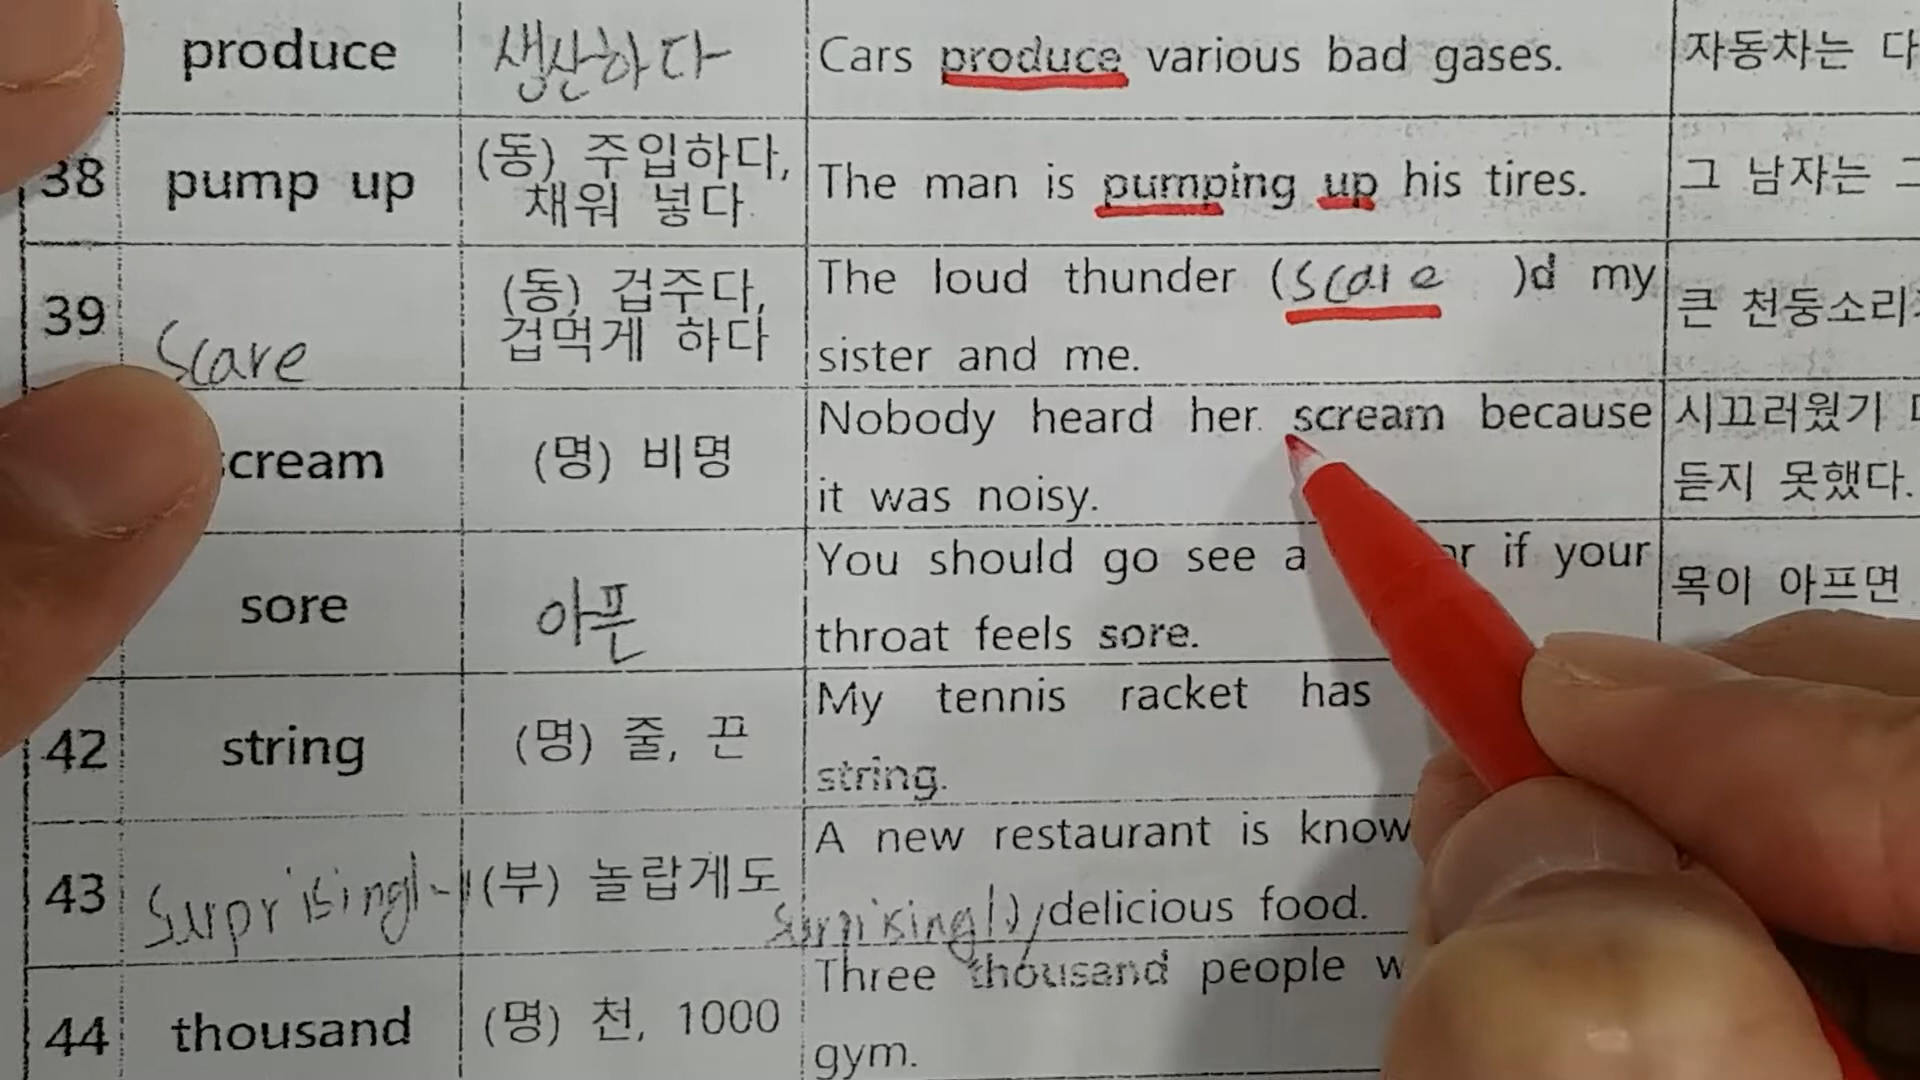 produce 생산하다 Cars produce various bad gases. 자동차는 다
38 pump up (동) 주입하다, 채워 넣다 The man is pumping up his tires. 그 남자는 그
39 Scare (동) 겁주다, 겁먹게 하다 The loud thunder (scare )d my 큰 천둥소리가
sister and me.
cream (명) 비명 Nobody heard her scream because 시끄러웠기
it was noisy. 듣지 못했다.
sore 아픈 You should go see a if your 목이 아프면
throat feels sore.
42 string (명) 줄, 끈 My tennis racket has
string.
43 (부) 놀랍게도 A new restaurant is know
delicious food.
44 thousand (명) 천, 1000 Three thousand people w
gym.